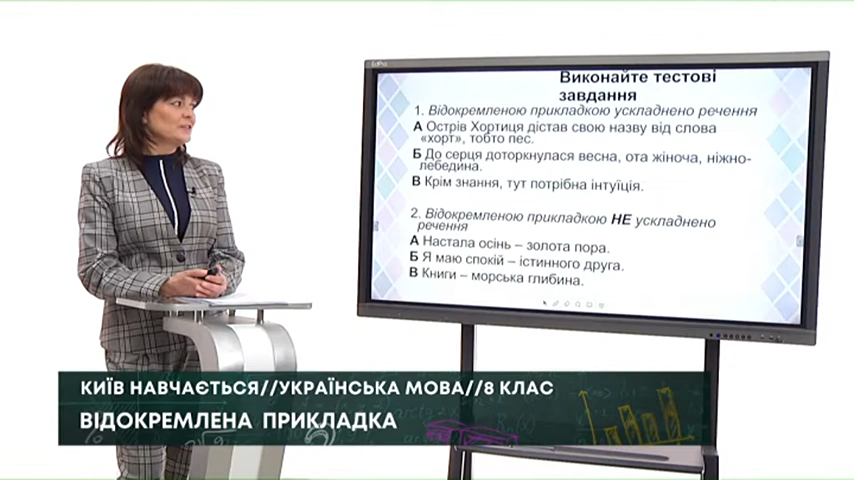 EdPro
Виконайте тестові
завдання
1. Відокремленою прикладкою ускладнено речення
А Острів Хортиця дістав свою назву від слова
«хорт», тобто пес.
Б До серця доторкнулася весна, ота жіноча, ніжно-
лебедина.
В Крім знання, тут потрібна інтуїція.
2. Відокремленою прикладкою НЕ ускладнено
речення
А Настала осінь – золота пора.
Б Я маю спокій – істинного друга.
В Книги – морська глибина.
КИЇВ НАВЧАЄТЬСЯ//УКРАЇНСЬКА МОВА//8 КЛАС
ВІДОКРЕМЛЕНА ПРИКЛАДКА